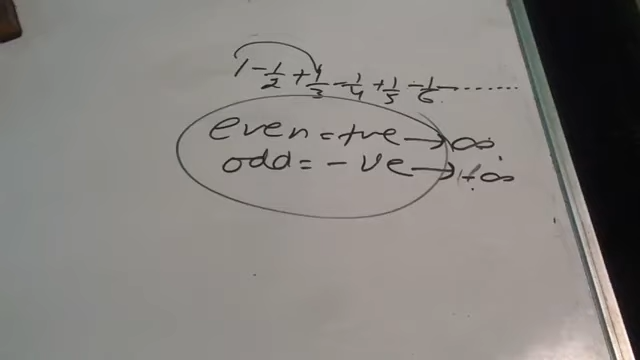 1 - 1/2 + 1/3 - 1/4 + 1/5 - 1/6 - .......
even = +ve → ∞
odd = - ve → +∞